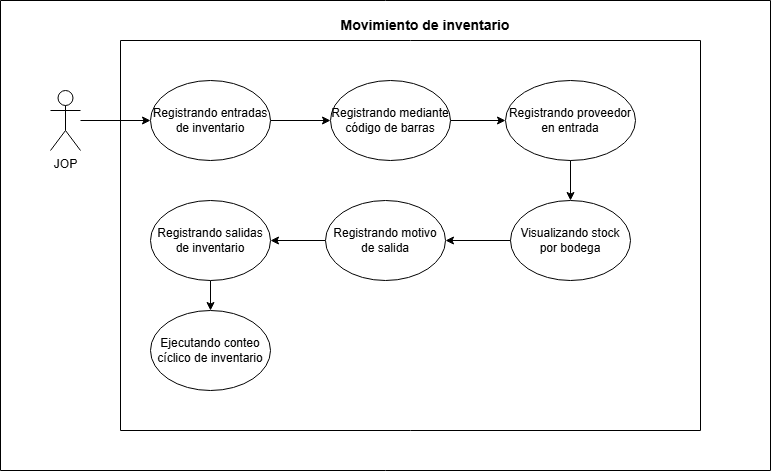 Movimiento de inventario
JOP
Registrando entradas
de inventario
Registrando mediante
código de barras
Registrando proveedor
en entrada
Visualizando stock
por bodega
Registrando motivo
de salida
Registrando salidas
de inventario
Ejecutando conteo
cíclico de inventario